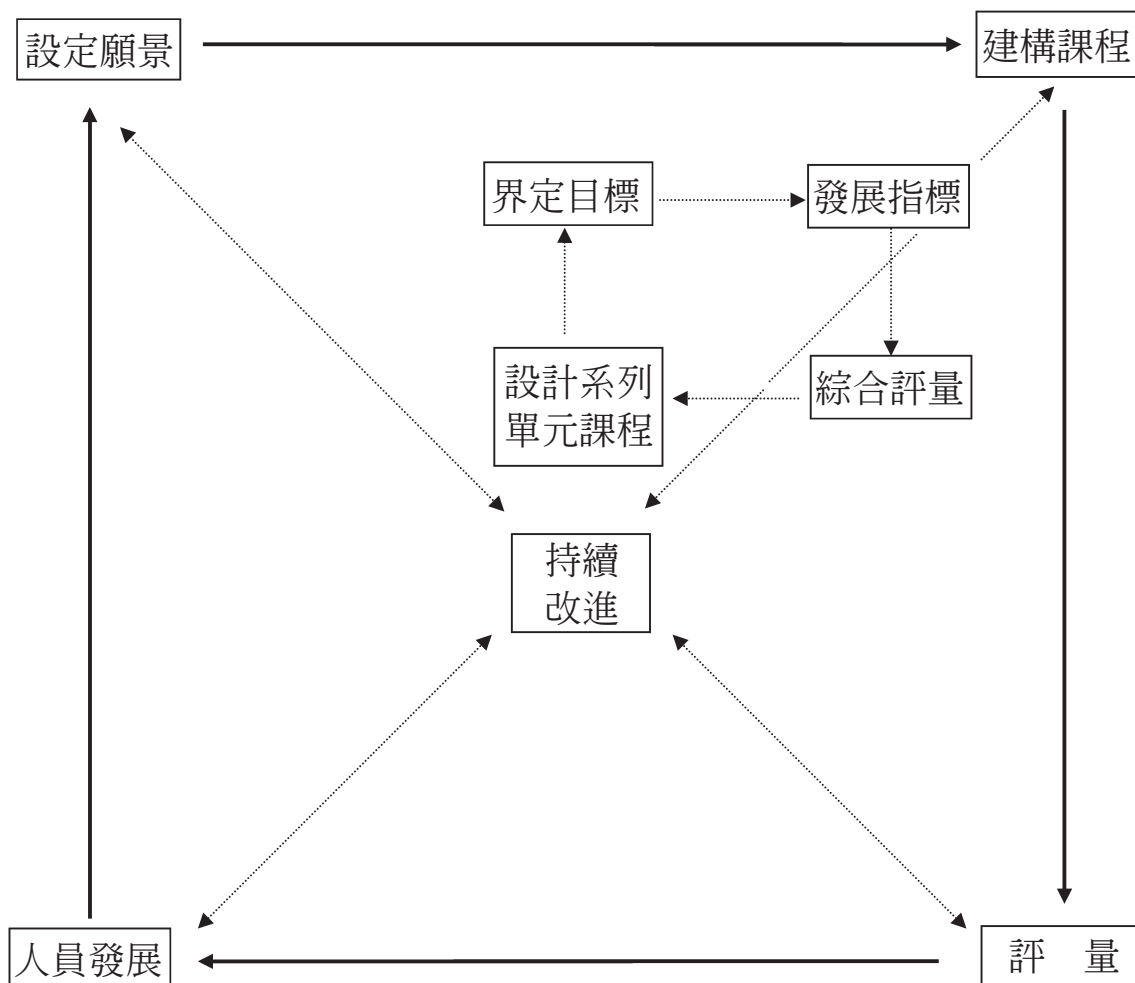 設定願景
建構課程
界定目標
發展指標
設計系列
單元課程
綜合評量
持續
改進
人員發展
評　量